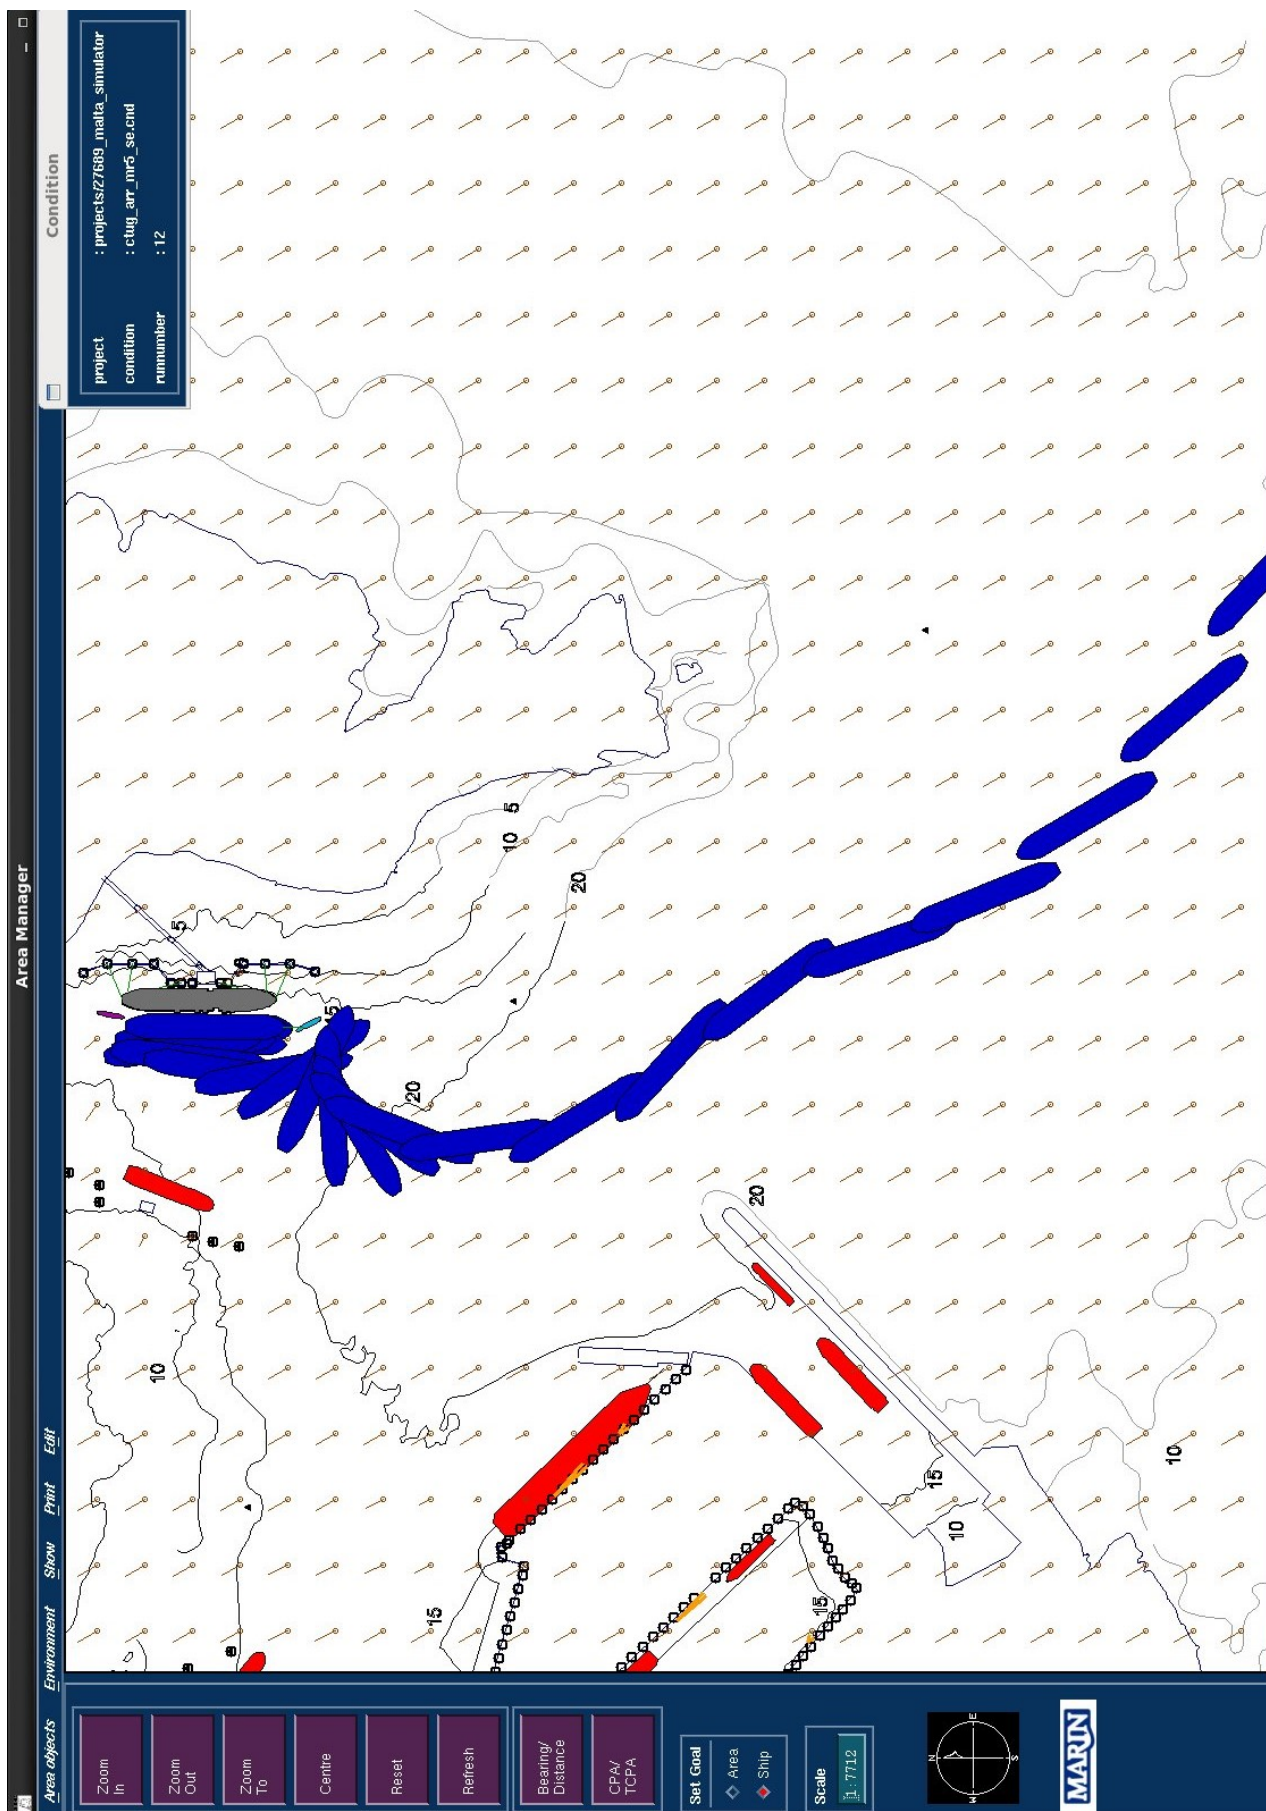 Area Manager
Area objects Environment Show Print Edit
Condition
project : projects/27689_malta_simulator
condition : ctug_arr_mr5_se.cnd
runnumber : 12
Zoom
In
Zoom
Out
Zoom
To
Centre
Reset
Refresh
Bearing/
Distance
CPA/
TCPA
Set Goal
Area
Ship
Scale
1:7712
N
W E
S
MARIN
5
15
10 5
20
20
20
10
15
15
10
15
10